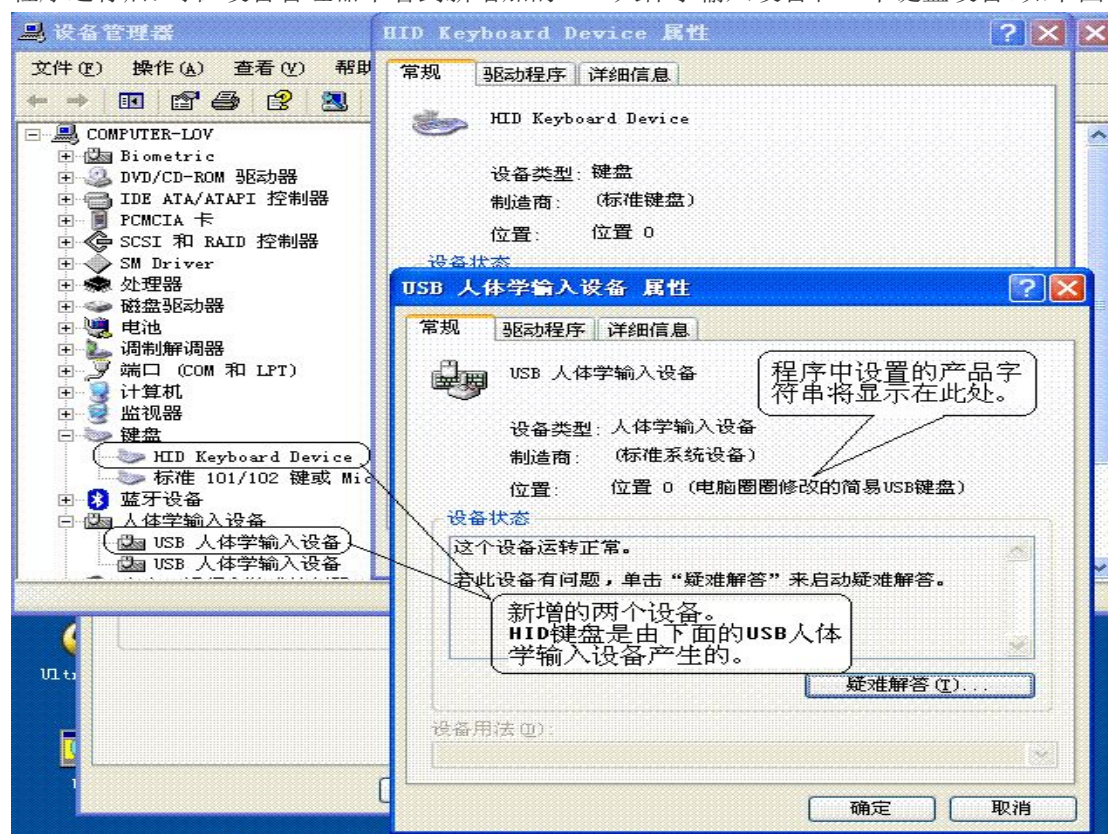 设备管理器
文件(F) 操作(A) 查看(V) 帮助
COMPUTER-LOV
Biometric
DVD/CD-ROM 驱动器
IDE ATA/ATAPI 控制器
PCMCIA 卡
SCSI 和 RAID 控制器
SM Driver
处理器
磁盘驱动器
电池
调制解调器
端口 (COM 和 LPT)
计算机
监视器
键盘
HID Keyboard Device
标准 101/102 键或 Mic
蓝牙设备
人体学输入设备
USB 人体学输入设备
USB 人体学输入设备
HID Keyboard Device 属性
常规 驱动程序 详细信息
HID Keyboard Device
设备类型: 键盘
制造商: (标准键盘)
位置: 位置 0
设备状态
USB 人体学输入设备 属性
常规 驱动程序 详细信息
USB 人体学输入设备
程序中设置的产品字
符串将显示在此处。
设备类型: 人体学输入设备
制造商: (标准系统设备)
位置: 位置 0 (电脑圈圈修改的简易USB键盘)
设备状态
这个设备运转正常。
若此设备有问题,单击“疑难解答”来启动疑难解答。
新增的两个设备。
HID键盘是由下面的USB人体
学输入设备产生的。
疑难解答(T)...
设备用法(D):
确定 取消